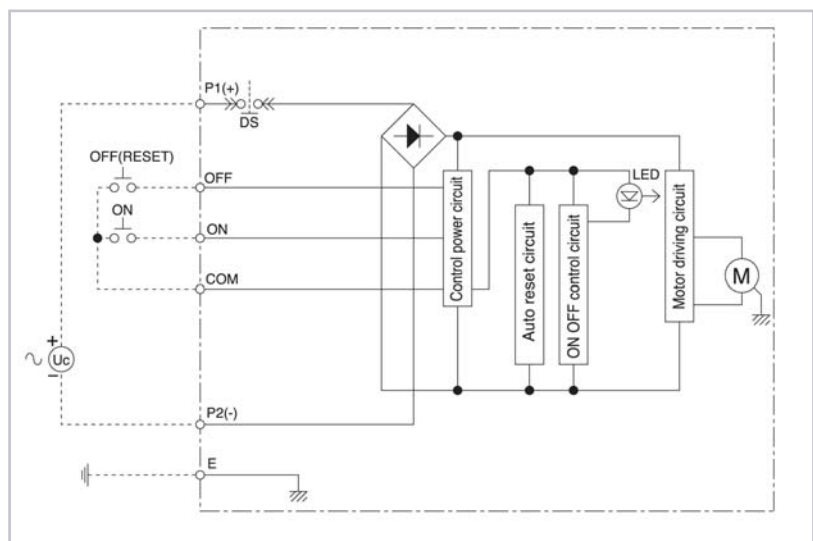 P1(+)
DS
OFF(RESET)
OFF
LED
ON
ON
COM
Control power circuit
Auto reset circuit
ON OFF control circuit
Motor driving circuit
M
+
Uc
−
P2(-)
E